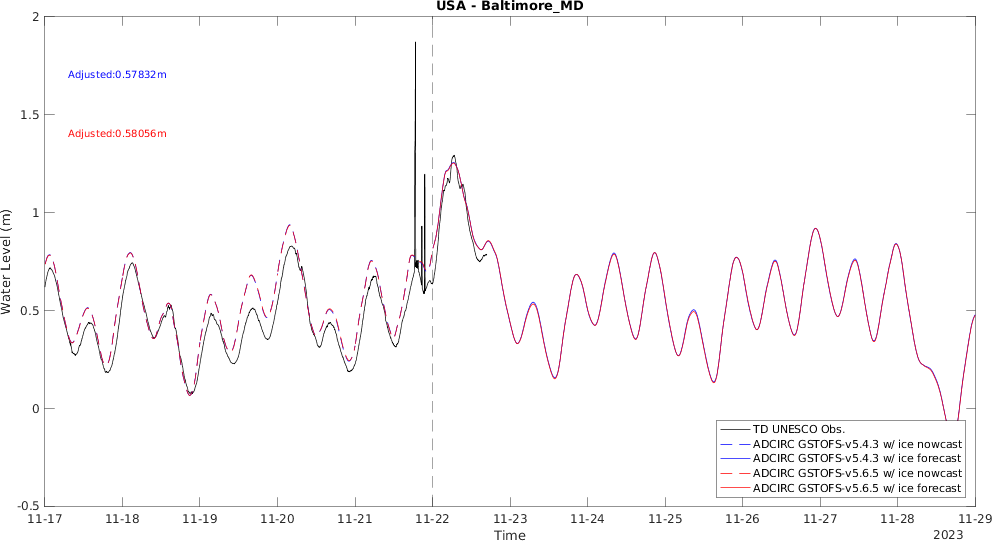 USA - Baltimore_MD
2
1.5
1
0.5
0
-0.5
Water Level (m)
Adjusted:0.57832m
Adjusted:0.58056m
TD UNESCO Obs.
ADCIRC GSTOFS-v5.4.3 w/ ice nowcast
ADCIRC GSTOFS-v5.4.3 w/ ice forecast
ADCIRC GSTOFS-v5.6.5 w/ ice nowcast
ADCIRC GSTOFS-v5.6.5 w/ ice forecast
11-17 11-18 11-19 11-20 11-21 11-22 11-23 11-24 11-25 11-26 11-27 11-28 11-29
Time
2023